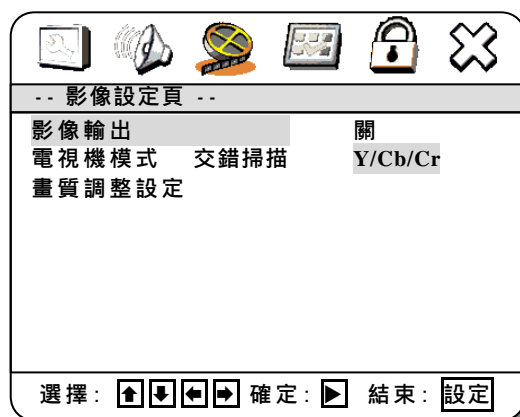 -- 影像設定頁 --
影像輸出 關
電視機模式 交錯掃描 Y/Cb/Cr
畫質調整設定
選擇: 確定: 結束: 設定